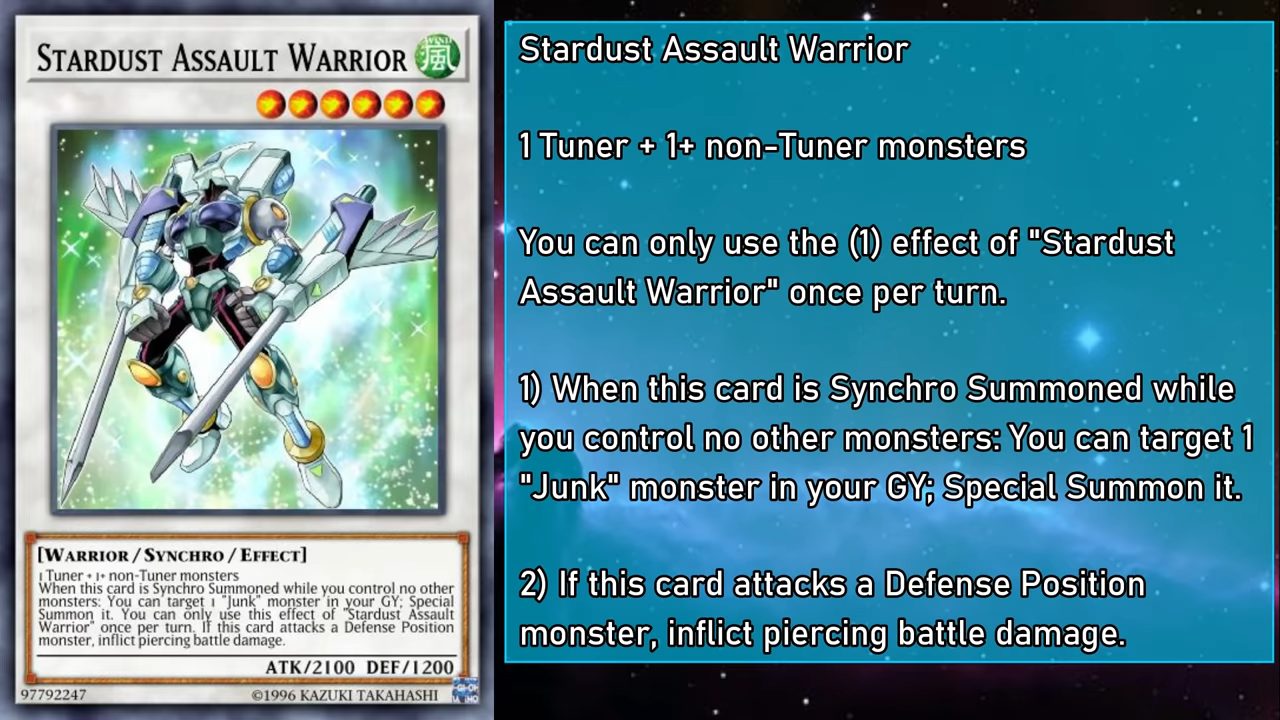 STARDUST ASSAULT WARRIOR
WIND
風
[WARRIOR / SYNCHRO / EFFECT]
1 Tuner + 1+ non-Tuner monsters
When this card is Synchro Summoned while you control no other
monsters: You can target 1 "Junk" monster in your GY; Special
Summon it. You can only use this effect of "Stardust Assault
Warrior" once per turn. If this card attacks a Defense Position
monster, inflict piercing battle damage.
ATK/2100 DEF/1200
97792247
©1996 KAZUKI TAKAHASHI
Stardust Assault Warrior
1 Tuner + 1+ non-Tuner monsters
You can only use the (1) effect of "Stardust
Assault Warrior" once per turn.
1) When this card is Synchro Summoned while
you control no other monsters: You can target 1
"Junk" monster in your GY; Special Summon it.
2) If this card attacks a Defense Position
monster, inflict piercing battle damage.